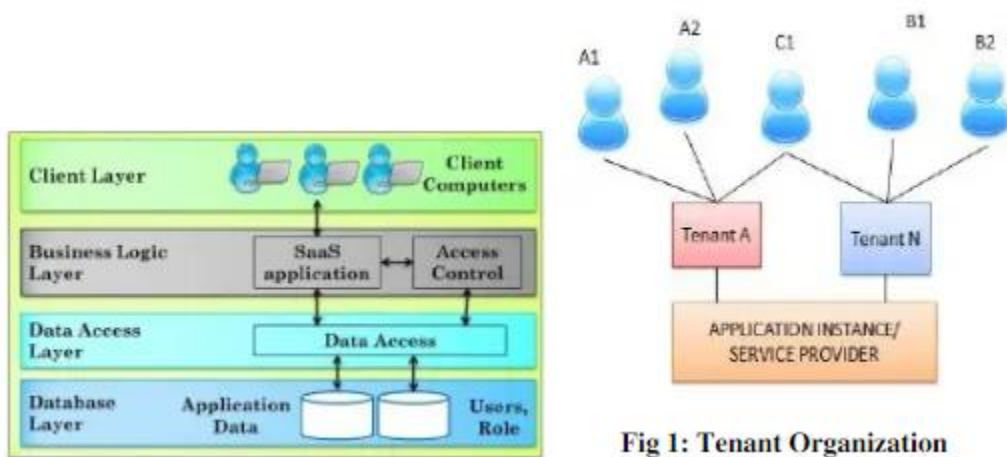 Client Layer
Client
Computers
Business Logic
Layer
SaaS
application
Access
Control
Data Access
Layer
Data Access
Database
Layer
Application
Data
Users,
Role
A1
A2
C1
B1
B2
Tenant A
Tenant N
APPLICATION INSTANCE/
SERVICE PROVIDER
Fig 1: Tenant Organization